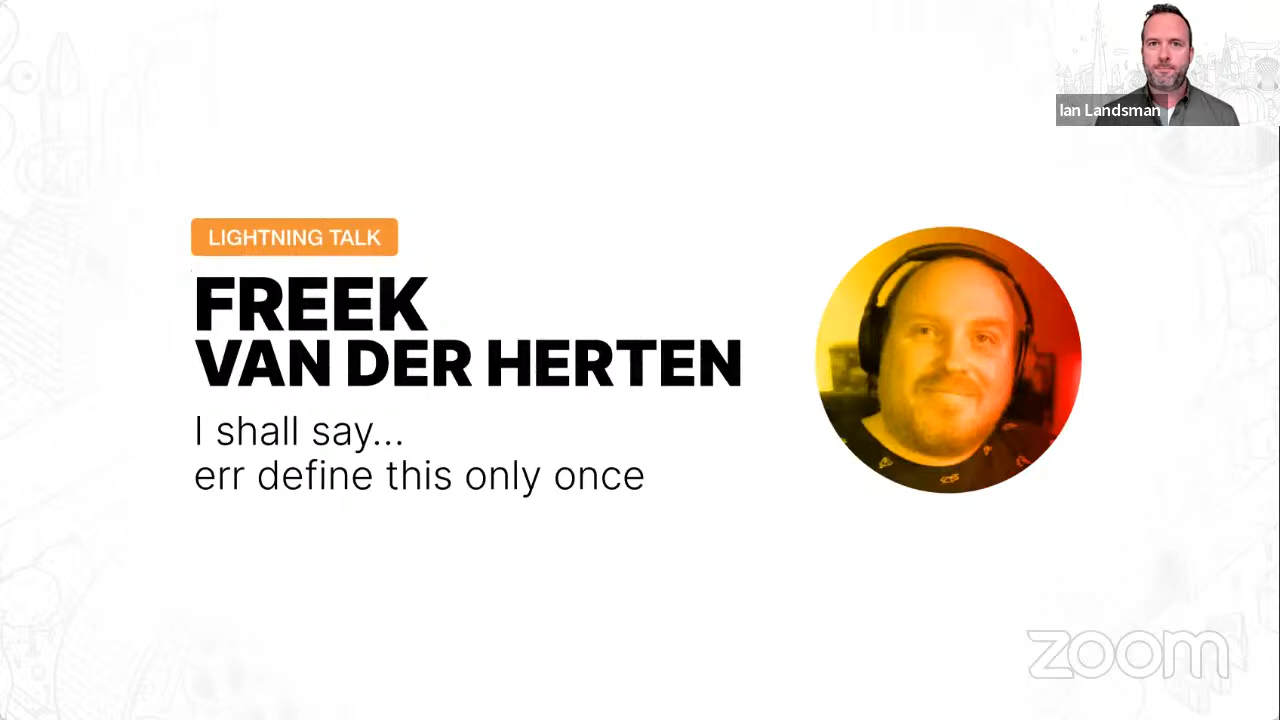 Ian Landsman
LIGHTNING TALK
FREEK
VAN DER HERTEN
I shall say...
err define this only once
zoom